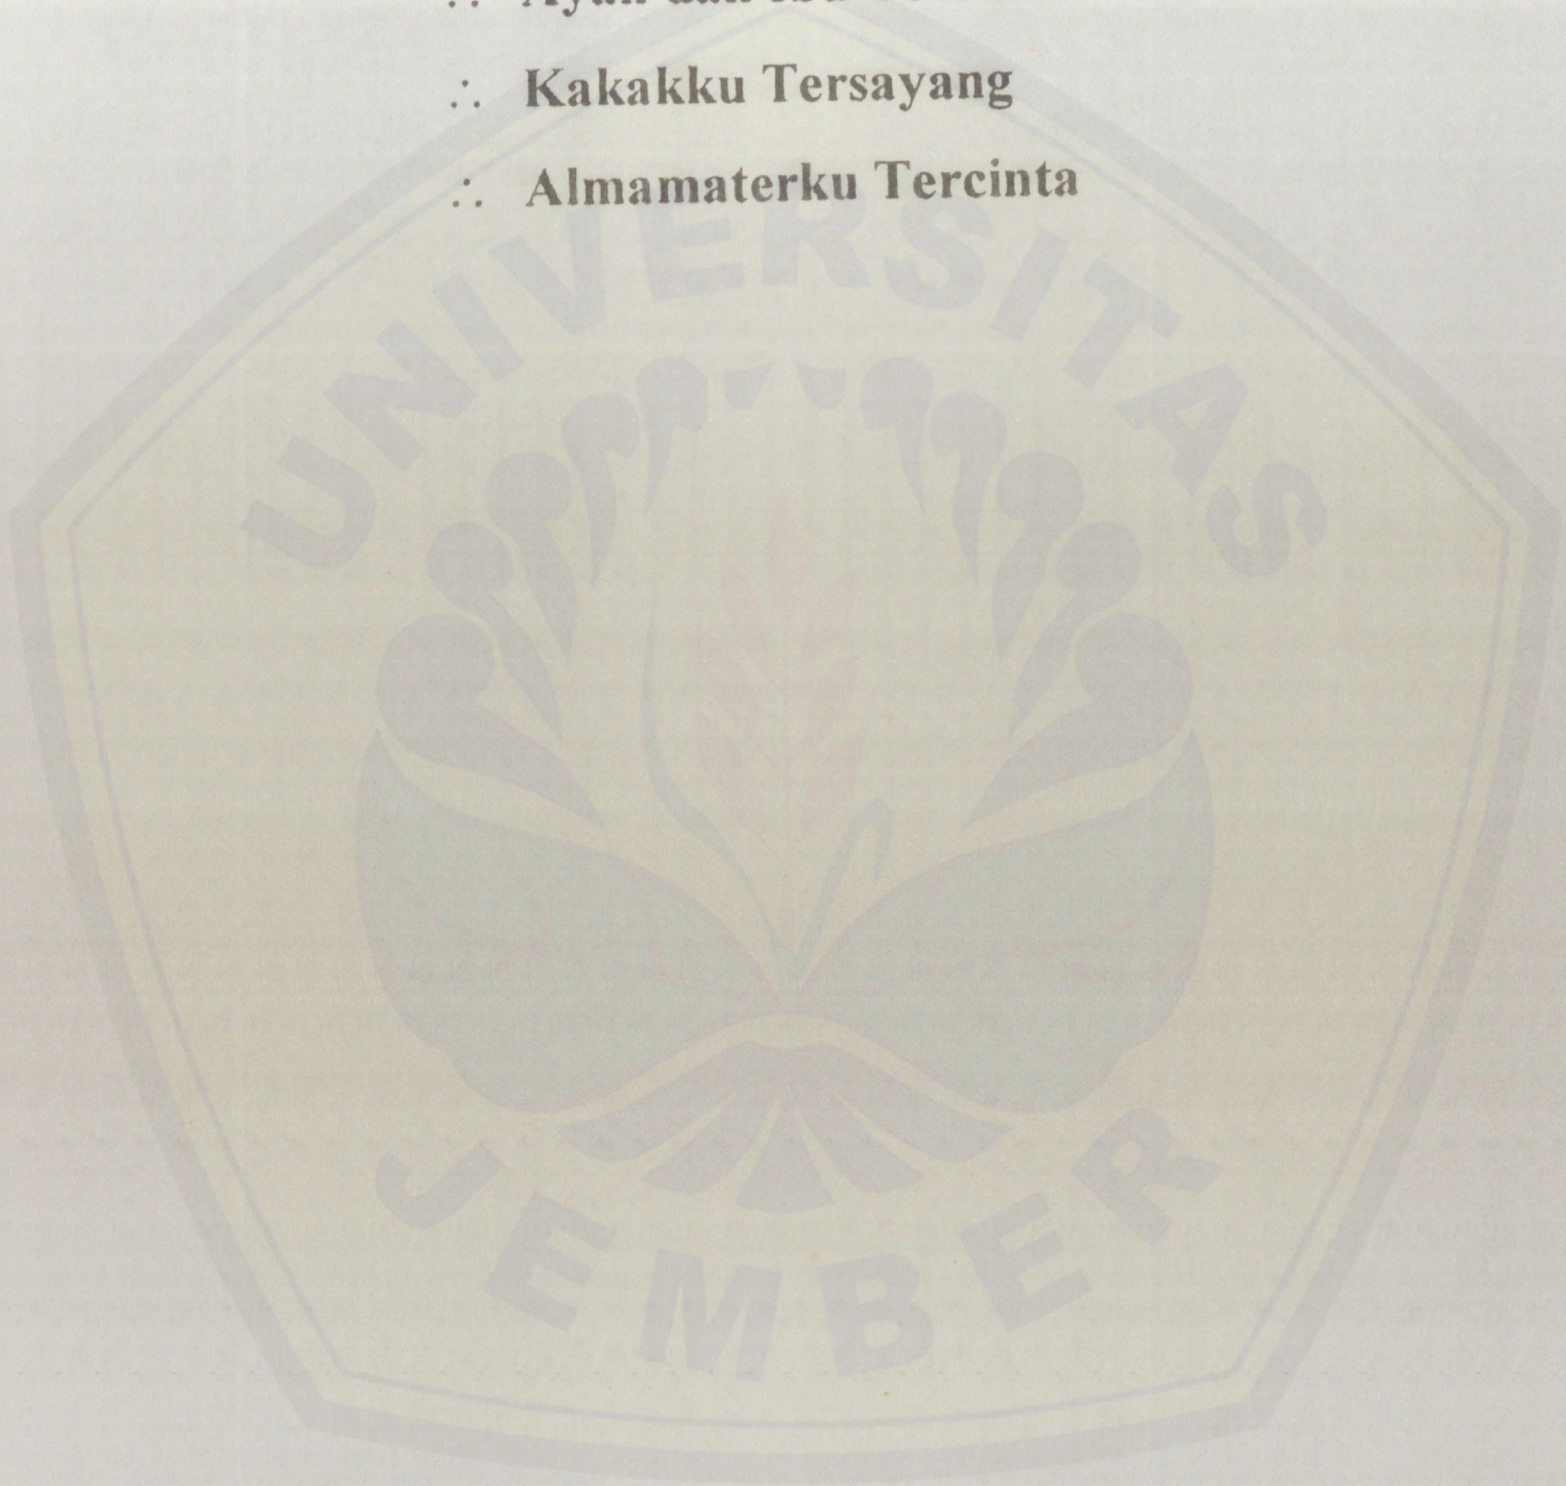 ∴ Kakakku Tersayang
∴ Almamaterku Tercinta
UNIVERSITAS
JEMBER